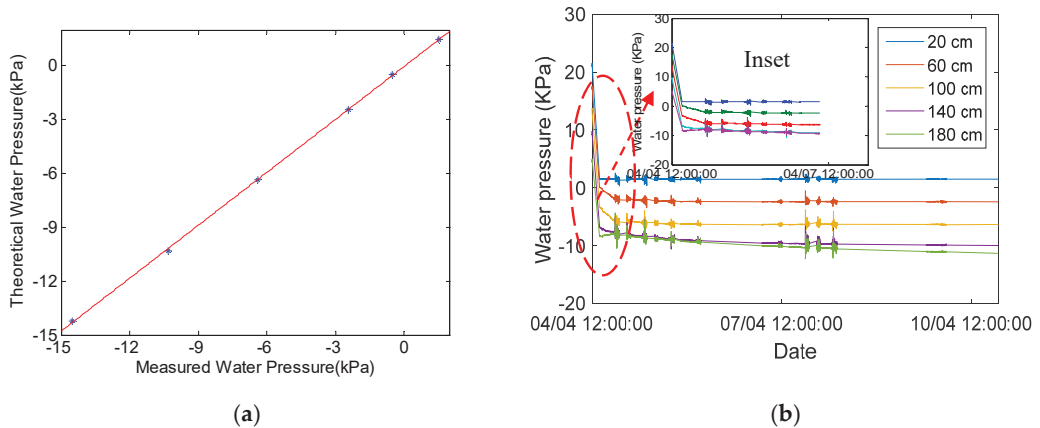 Theoretical Water Pressure(kPa)
0
-3
-6
-9
-12
-15
-15 -12 -9 -6 -3 0
Measured Water Pressure(kPa)
(a)
Water pressure (KPa)
30
20
10
0
-10
-20
04/04 12:00:00 07/04 12:00:00 10/04 12:00:00
Date
Water pressure (KPa)
30
20
10
0
-10
-20
04/04 12:00:00 04/07 12:00:00
Inset
20 cm
60 cm
100 cm
140 cm
180 cm
(b)